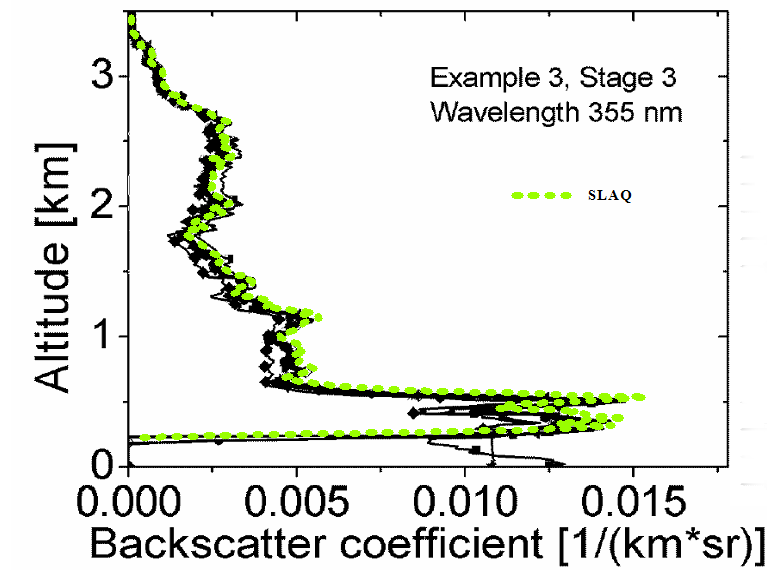 Example 3, Stage 3
Wavelength 355 nm
SLAQ
Altitude [km]
3
2
1
0
0.000 0.005 0.010 0.015
Backscatter coefficient [1/(km*sr)]